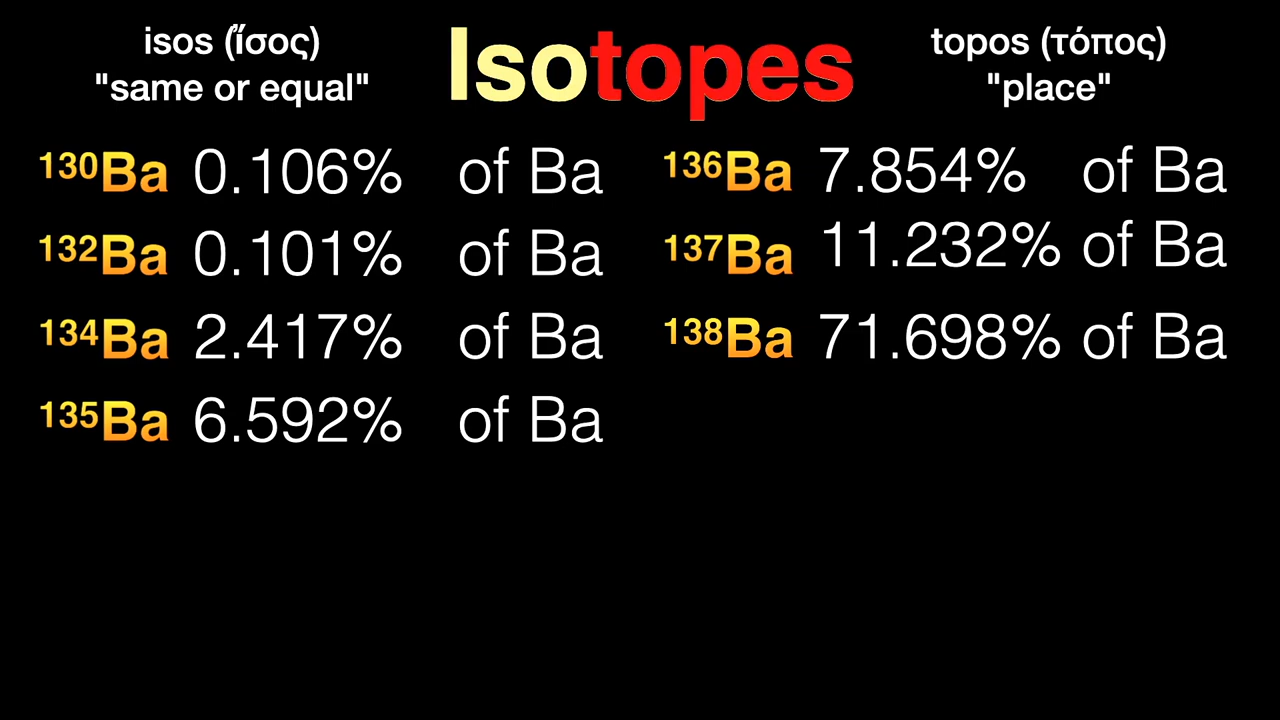 isos (ἴσος)
"same or equal"
Isotopes
topos (τόπος)
"place"
¹³⁰Ba 0.106% of Ba
¹³²Ba 0.101% of Ba
¹³⁴Ba 2.417% of Ba
¹³⁵Ba 6.592% of Ba
¹³⁶Ba 7.854% of Ba
¹³⁷Ba 11.232% of Ba
¹³⁸Ba 71.698% of Ba